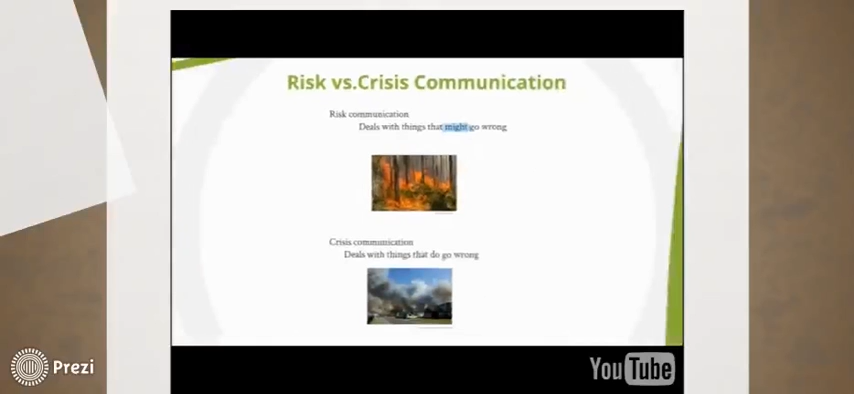 Risk vs.Crisis Communication
Risk communication
Deals with things that might go wrong
Crisis communication
Deals with things that do go wrong
Prezi
YouTube